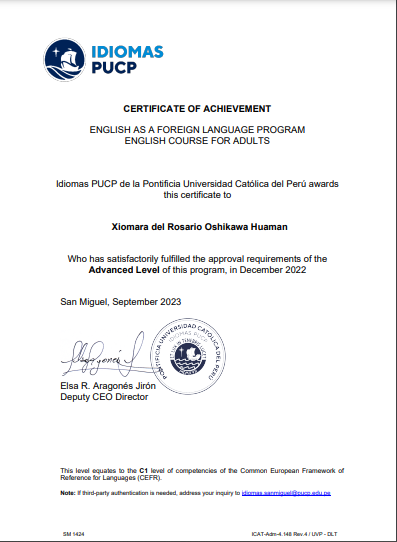 IDIOMAS
PUCP
CERTIFICATE OF ACHIEVEMENT
ENGLISH AS A FOREIGN LANGUAGE PROGRAM
ENGLISH COURSE FOR ADULTS
Idiomas PUCP de la Pontificia Universidad Católica del Perú awards
this certificate to
Xiomara del Rosario Oshikawa Huaman
Who has satisfactorily fulfilled the approval requirements of the
Advanced Level of this program, in December 2022
San Miguel, September 2023
PONTIFICIA UNIVERSIDAD CATÓLICA DEL PERÚ
IDIOMAS PUCP
Elsa R. Aragonés Jirón
Deputy CEO Director
This level equates to the C1 level of competencies of the Common European Framework of
Reference for Languages (CEFR).
Note: If third-party authentication is needed, address your inquiry to idiomas.sanmiguel@pucp.edu.pe
SM 1424
ICAT-Adm-4.148 Rev.4 / UVP - DLT